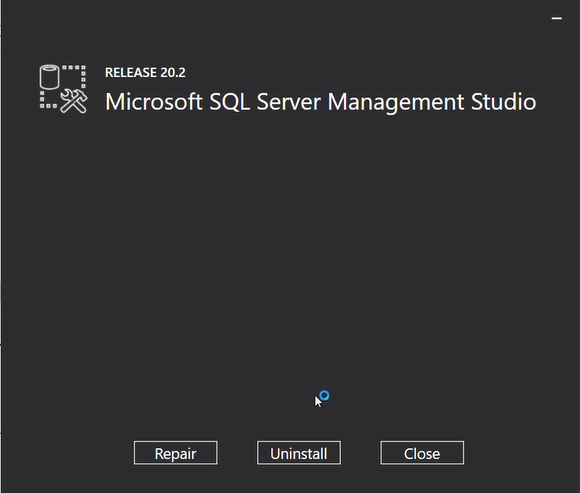 RELEASE 20.2
Microsoft SQL Server Management Studio
Repair Uninstall Close